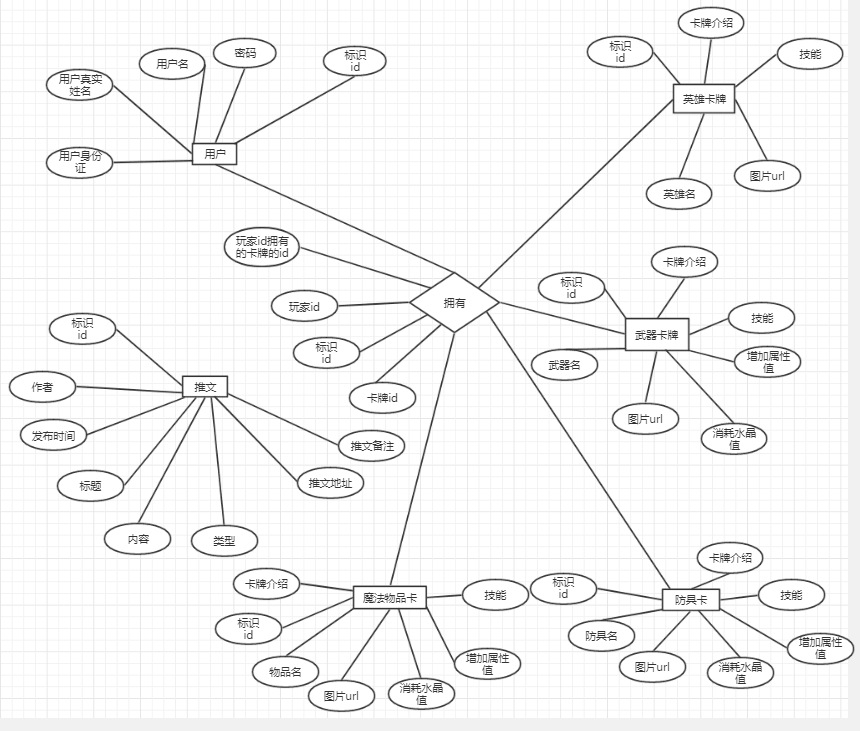 用户真实
姓名
用户名
密码
标识
id
用户身份
证
用户
标识
id
卡牌介绍
技能
英雄卡牌
英雄名
图片url
玩家id拥有
的卡牌的id
玩家id
标识
id
卡牌id
拥有
标识
id
卡牌介绍
技能
武器卡牌
武器名
增加属性
值
图片url
消耗水晶
值
标识
id
作者
推文
发布时间
标题
内容
类型
推文地址
推文备注
卡牌介绍
标识
id
魔法物品卡
技能
物品名
图片url
消耗水晶
值
增加属性
值
标识
id
卡牌介绍
防具卡
技能
防具名
图片url
消耗水晶
值
增加属性
值